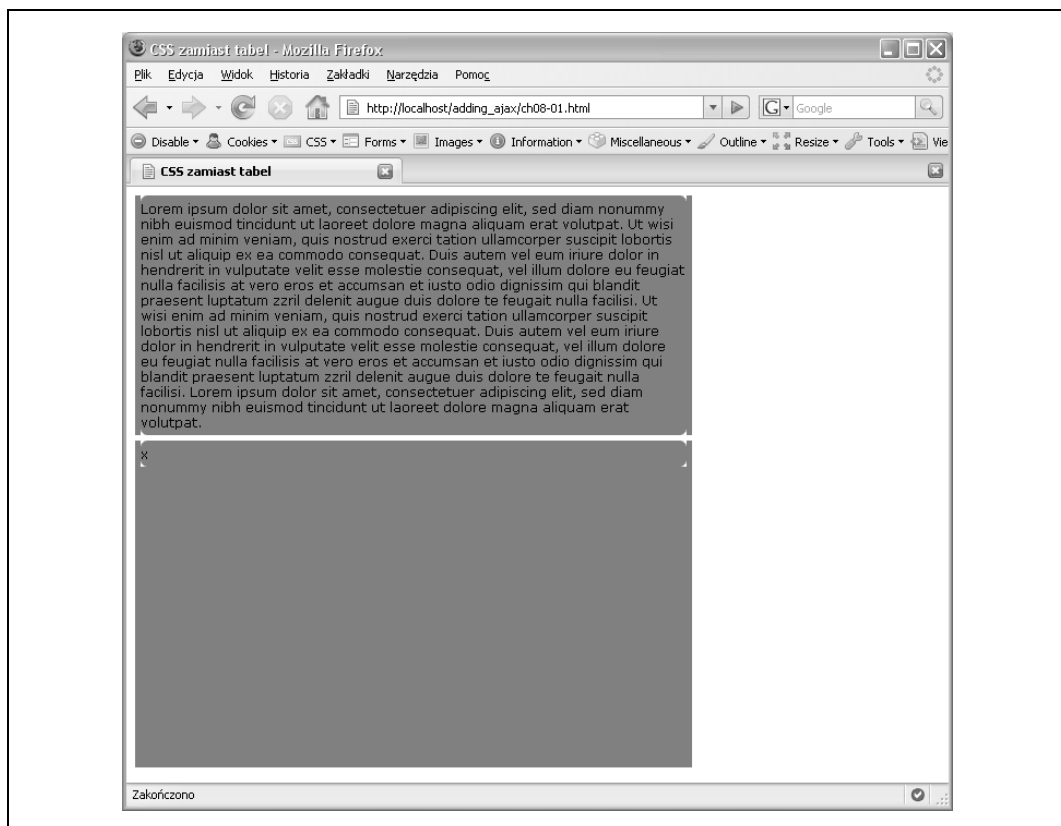 CSS zamiast tabel - Mozilla Firefox
Plik Edycja Widok Historia Zakładki Narzędzia Pomoc
http://localhost/adding_ajax/ch08-01.html G Google
Disable Cookies CSS Forms Images Information Miscellaneous Outline Resize Tools Vie
CSS zamiast tabel
Lorem ipsum dolor sit amet, consectetuer adipiscing elit, sed diam nonummy
nibh euismod tincidunt ut laoreet dolore magna aliquam erat volutpat. Ut wisi
enim ad minim veniam, quis nostrud exerci tation ullamcorper suscipit lobortis
nisl ut aliquip ex ea commodo consequat. Duis autem vel eum iriure dolor in
hendrerit in vulputate velit esse molestie consequat, vel illum dolore eu feugiat
nulla facilisis at vero eros et accumsan et iusto odio dignissim qui blandit
praesent luptatum zzril delenit augue duis dolore te feugait nulla facilisi. Ut
wisi enim ad minim veniam, quis nostrud exerci tation ullamcorper suscipit
lobortis nisl ut aliquip ex ea commodo consequat. Duis autem vel eum iriure
dolor in hendrerit in vulputate velit esse molestie consequat, vel illum dolore
eu feugiat nulla facilisis at vero eros et accumsan et iusto odio dignissim qui
blandit praesent luptatum zzril delenit augue duis dolore te feugait nulla
facilisi. Lorem ipsum dolor sit amet, consectetuer adipiscing elit, sed diam
nonummy nibh euismod tincidunt ut laoreet dolore magna aliquam erat
volutpat.
x
Zakończono